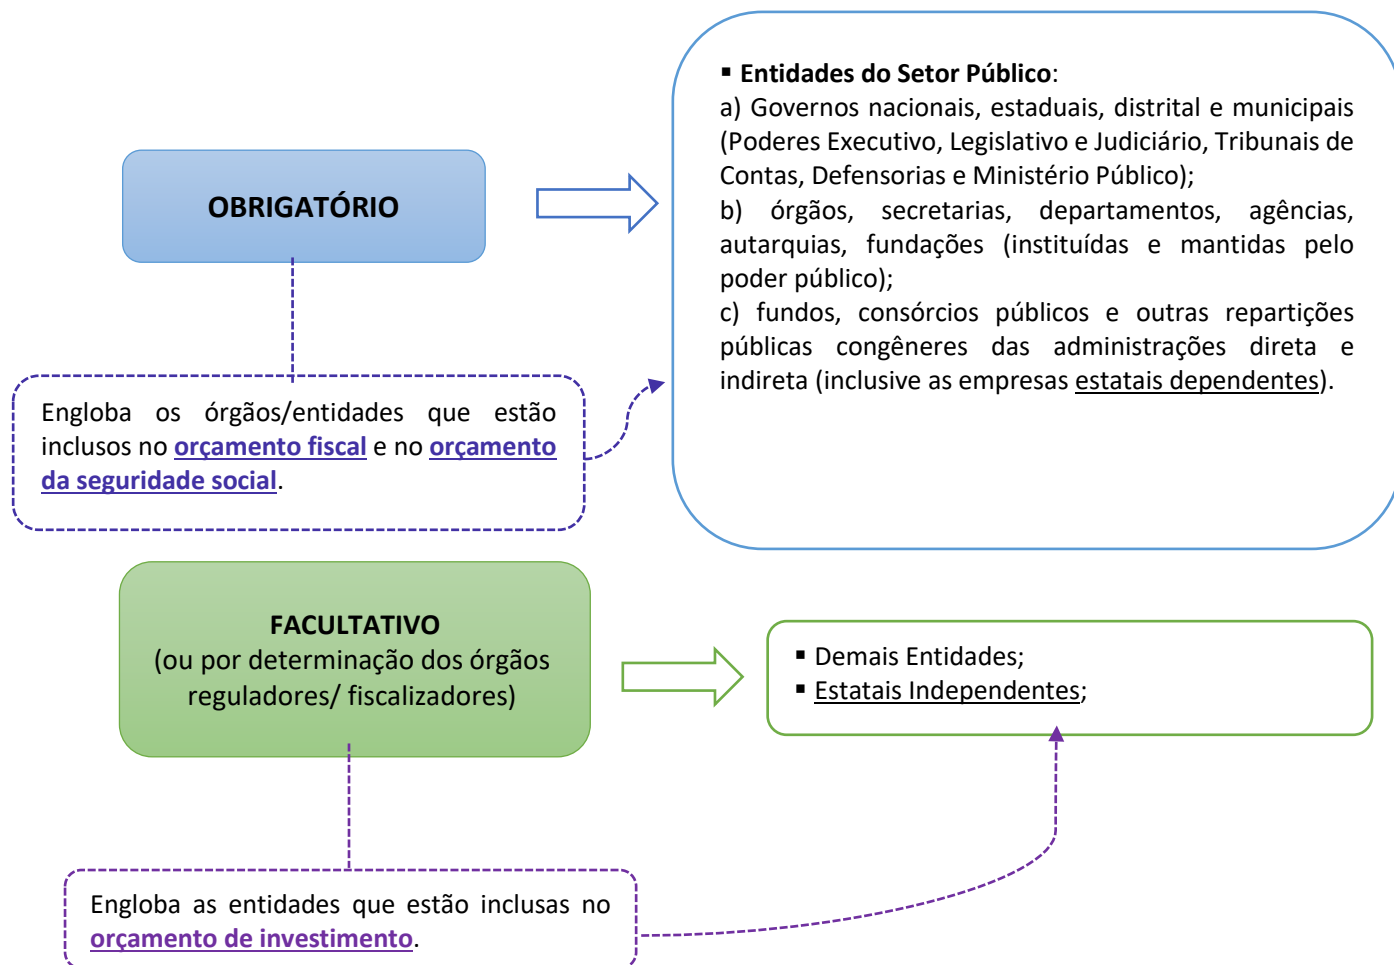 OBRIGATÓRIO
▪ Entidades do Setor Público:
a) Governos nacionais, estaduais, distrital e municipais
(Poderes Executivo, Legislativo e Judiciário, Tribunais de
Contas, Defensorias e Ministério Público);
b) órgãos, secretarias, departamentos, agências,
autarquias, fundações (instituídas e mantidas pelo
poder público);
c) fundos, consórcios públicos e outras repartições
públicas congêneres das administrações direta e
indireta (inclusive as empresas estatais dependentes).
Engloba os órgãos/entidades que estão
inclusos no orçamento fiscal e no orçamento
da seguridade social.
FACULTATIVO
(ou por determinação dos órgãos
reguladores/ fiscalizadores)
▪ Demais Entidades;
▪ Estatais Independentes;
Engloba as entidades que estão inclusas no
orçamento de investimento.